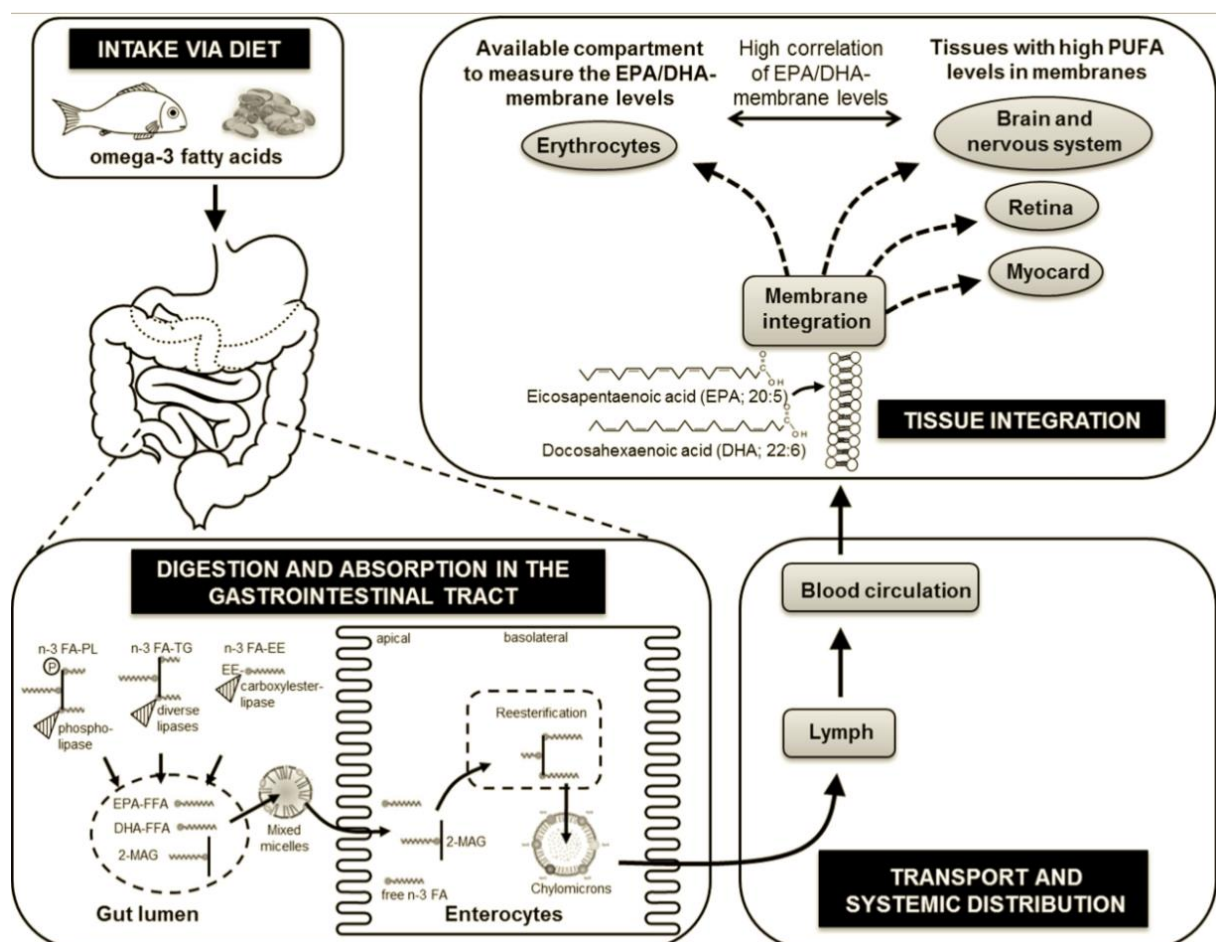 INTAKE VIA DIET
omega-3 fatty acids
Available compartment
to measure the EPA/DHA-
membrane levels
High correlation
of EPA/DHA-
membrane levels
Tissues with high PUFA
levels in membranes
Erythrocytes
Brain and
nervous system
Retina
Myocard
Membrane
integration
O
C
OH
Eicosapentaenoic acid (EPA; 20:5)
O
C
OH
Docosahexaenoic acid (DHA; 22:6)
TISSUE INTEGRATION
DIGESTION AND ABSORPTION IN THE
GASTROINTESTINAL TRACT
n-3 FA-PL
n-3 FA-TG
n-3 FA-EE
P
EE-
phospho-
lipase
diverse
lipases
carboxylester-
lipase
EPA-FFA
DHA-FFA
2-MAG
Mixed
micelles
Gut lumen
apical
basolateral
Reesterification
2-MAG
free n-3 FA
Chylomicrons
Enterocytes
Blood circulation
Lymph
TRANSPORT AND
SYSTEMIC DISTRIBUTION